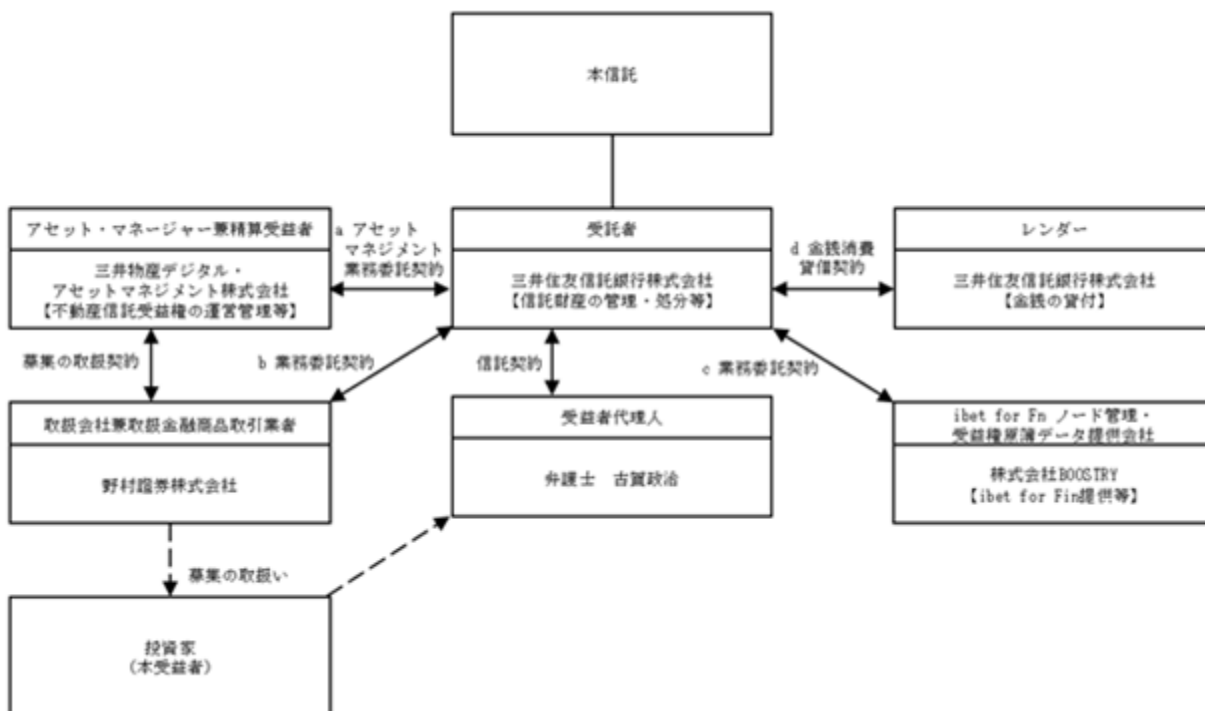 本信託
アセット・マネージャー兼精算受益者
三井物産デジタル・
アセットマネジメント株式会社
【不動産信託受益権の運営管理等】
a アセット
マネジメント
業務委託契約
受託者
三井住友信託銀行株式会社
【信託財産の管理・処分等】
d 金銭消費
貸借契約
レンダー
三井住友信託銀行株式会社
【金銭の貸付】
募集の取扱契約
b 業務委託契約
信託契約
c 業務委託契約
取扱会社兼取扱金融商品取引業者
野村證券株式会社
受益者代理人
弁護士　古賀政治
ibet for Fn ノード管理・
受益権原簿データ提供会社
株式会社BOOSTRY
【ibet for Fin提供等】
募集の取扱い
投資家
（本受益者）